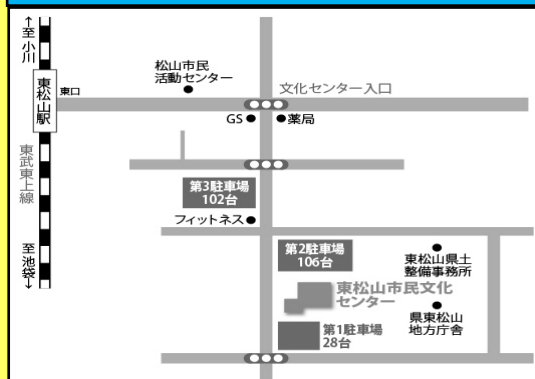 ←至小川
東松山駅
東口
東武東上線
至池袋→
松山市民
活動センター
文化センター入口
GS
薬局
第3駐車場
102台
フィットネス
第2駐車場
106台
東松山県土
整備事務所
東松山市民文化
センター
県東松山
地方庁舎
第1駐車場
28台